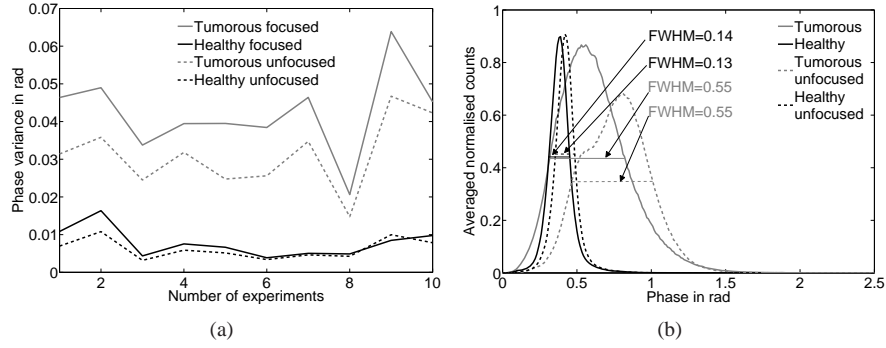 0.07
0.06
0.05
0.04
0.03
0.02
0.01
0
2
4
6
8
10
Phase variance in rad
Number of experiments
Tumorous focused
Healthy focused
Tumorous unfocused
Healthy unfocused
(a)
1
0.8
0.6
0.4
0.2
0
0
0.5
1
1.5
2
2.5
Averaged normalised counts
Phase in rad
FWHM=0.14
FWHM=0.13
FWHM=0.55
FWHM=0.55
Tumorous
Healthy
Tumorous
unfocused
Healthy
unfocused
(b)